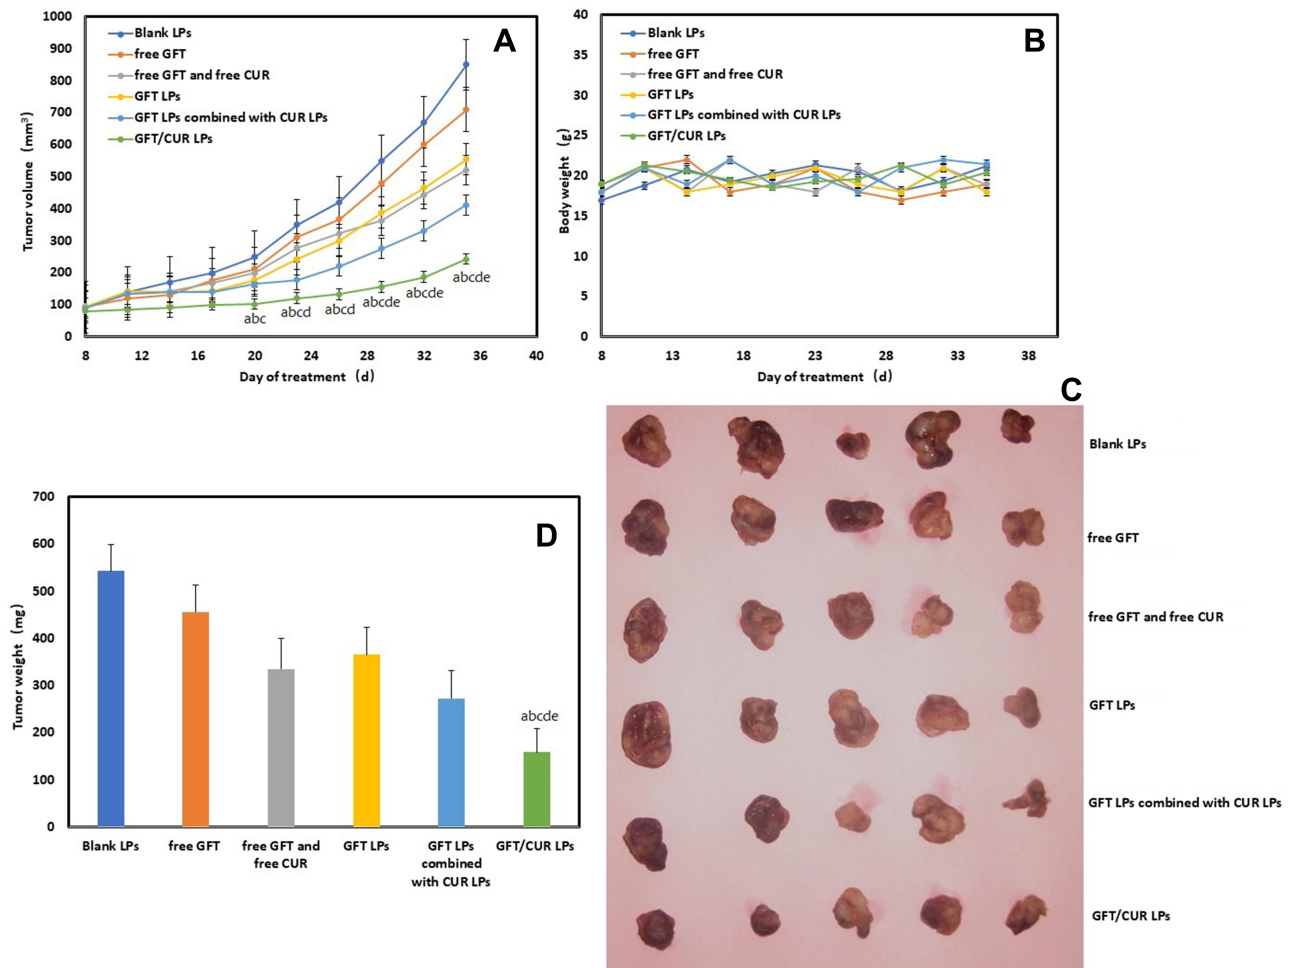 A
1000
900
800
700
600
500
400
300
200
100
0
Tumor volume (mm³)
Blank LPs
free GFT
free GFT and free CUR
GFT LPs
GFT LPs combined with CUR LPs
GFT/CUR LPs
abc
abcd
abcd
abcde
abcde
abcde
8
12
16
20
24
28
32
36
40
Day of treatment (d)
B
40
35
30
25
20
15
10
5
0
Body weight (g)
Blank LPs
free GFT
free GFT and free CUR
GFT LPs
GFT LPs combined with CUR LPs
GFT/CUR LPs
8
13
18
23
28
33
38
Day of treatment (d)
C
Blank LPs
free GFT
free GFT and free CUR
GFT LPs
GFT LPs combined with CUR LPs
GFT/CUR LPs
D
700
600
500
400
300
200
100
0
Tumor weight (mg)
abcde
Blank LPs
free GFT
free GFT and
free CUR
GFT LPs
GFT LPs
combined
with CUR LPs
GFT/CUR LPs